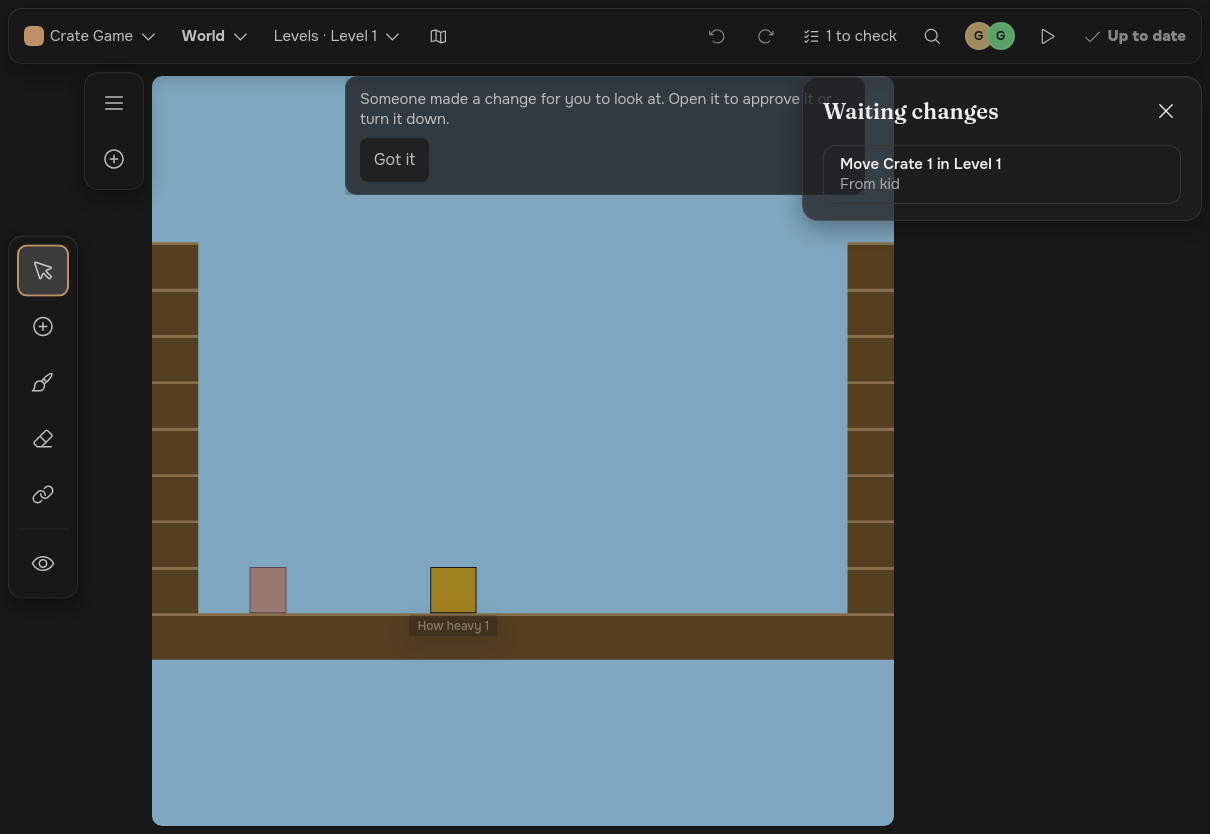 Crate Game
World
Levels · Level 1
1 to check
G
G
Up to date
Someone made a change for you to look at. Open it to approve it or
turn it down.
Got it
Waiting changes
Move Crate 1 in Level 1
From kid
How heavy 1